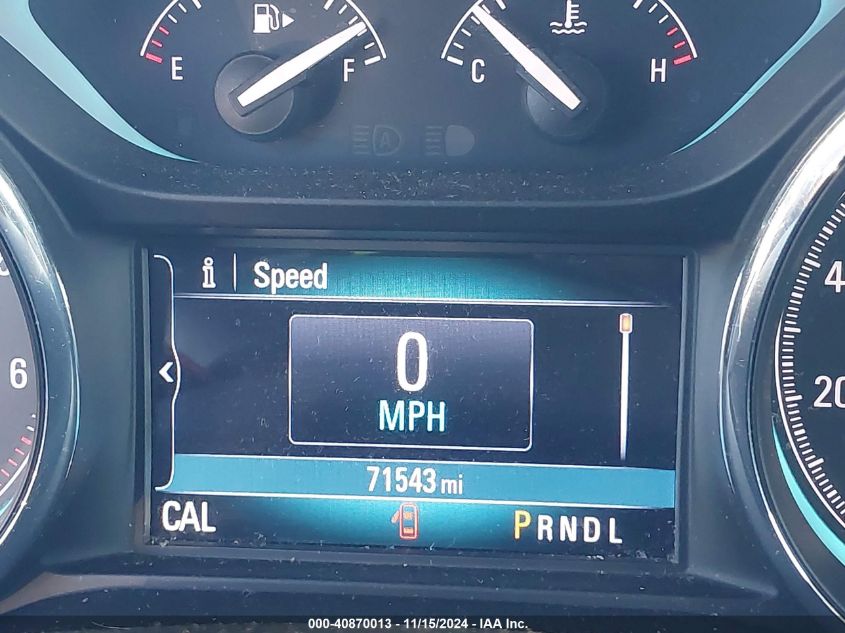 E F C H
A
Speed
0
MPH
71543 mi
CAL PRNDL
6
4
20
000-40870013 - 11/15/2024 - IAA Inc.